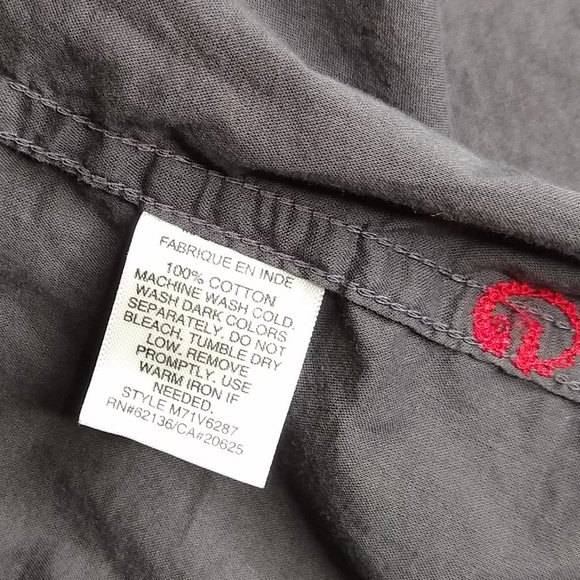 FABRIQUE EN INDE
100% COTTON
MACHINE WASH COLD.
WASH DARK COLORS
SEPARATELY. DO NOT
BLEACH. TUMBLE DRY
LOW. REMOVE
PROMPTLY. USE
WARM IRON IF
NEEDED.
STYLE M71V6287
RN#62136/CA#20625